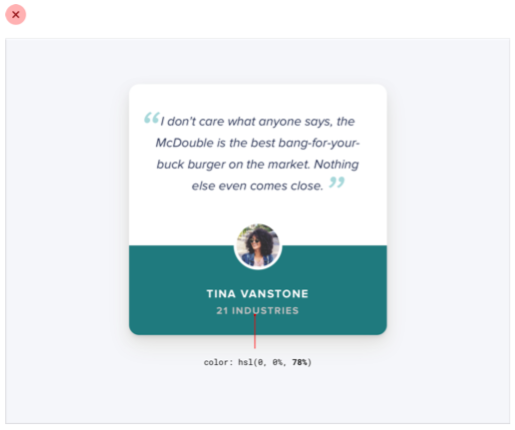 “I don't care what anyone says, the
McDouble is the best bang-for-your-
buck burger on the market. Nothing
else even comes close. ”
TINA VANSTONE
21 INDUSTRIES
color: hsl(0, 0%, 78%)